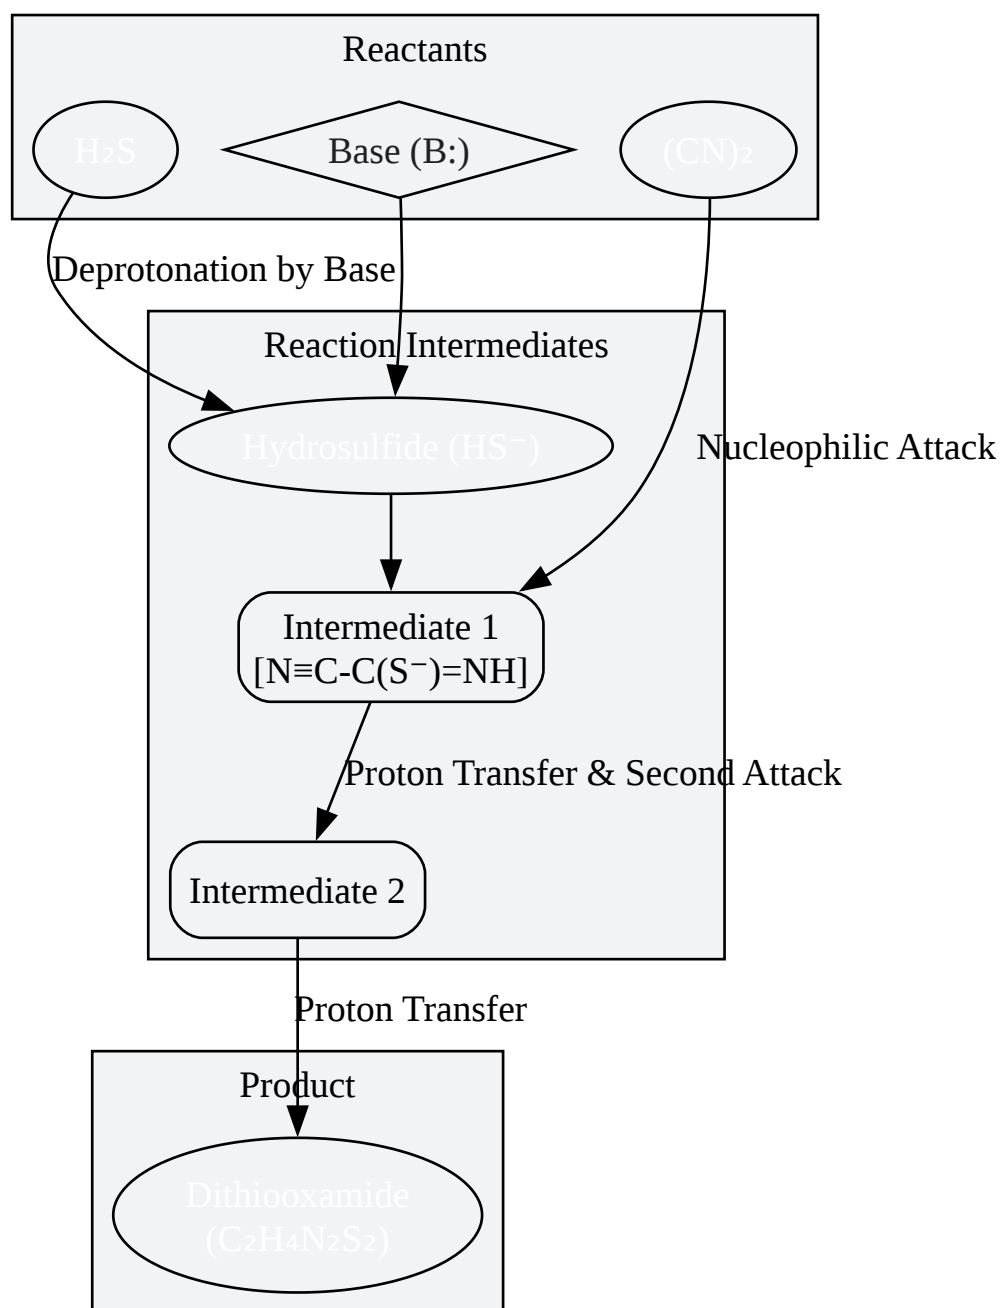 Reactants
H₂S
Base (B:)
(CN)₂
Deprotonation by Base
Reaction Intermediates
Hydrosulfide (HS⁻)
Nucleophilic Attack
Intermediate 1
[N≡C-C(S⁻)=NH]
Proton Transfer & Second Attack
Intermediate 2
Proton Transfer
Product
Dithiooxamide
(C₂H₄N₂S₂)